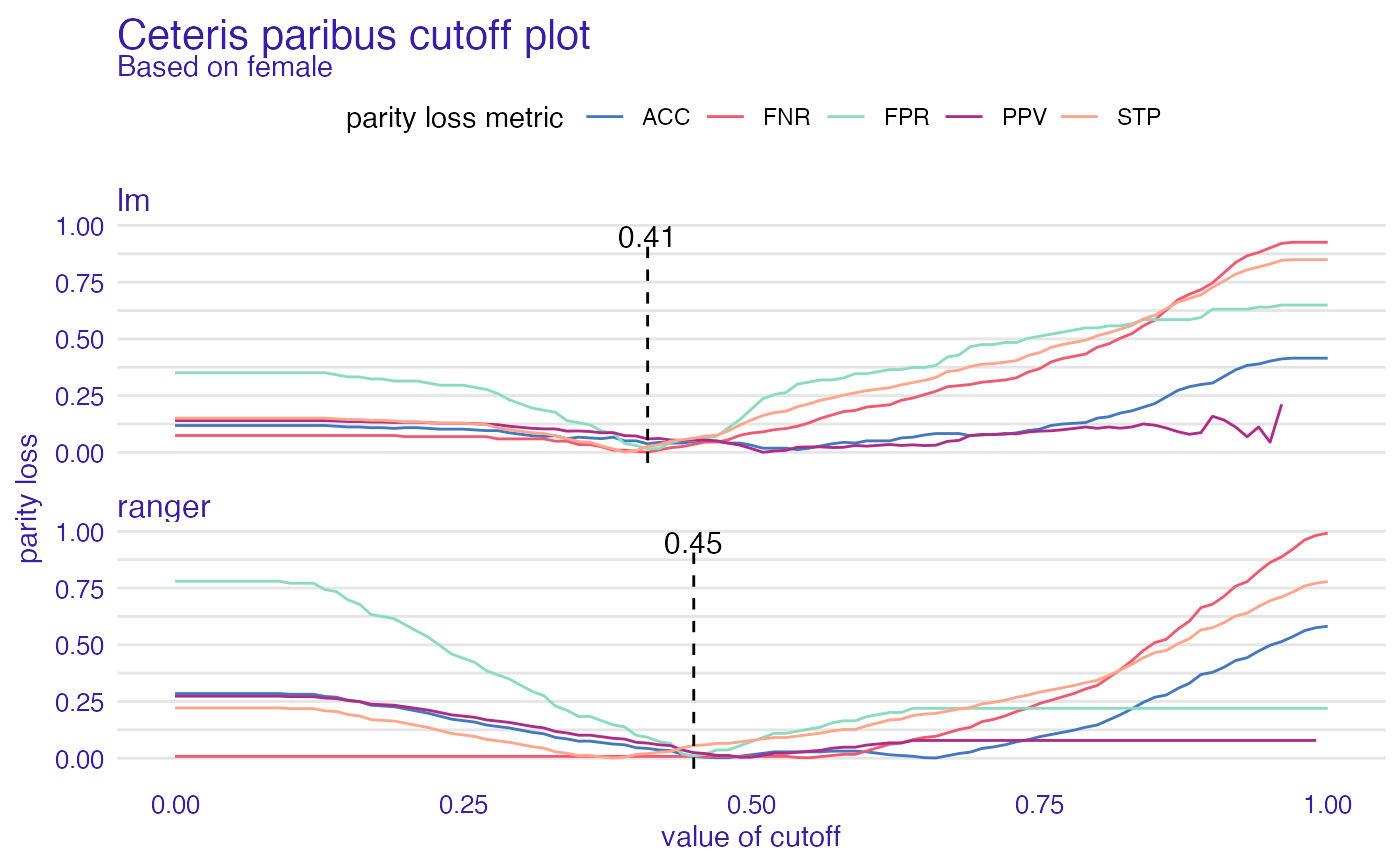 Ceteris paribus cutoff plot
Based on female
parity loss metric ACC FNR FPR PPV STP
lm
1.00
0.75
0.50
0.25
0.00
0.41
ranger
1.00
0.75
0.50
0.25
0.00
0.45
parity loss
0.00 0.25 0.50 0.75 1.00
value of cutoff